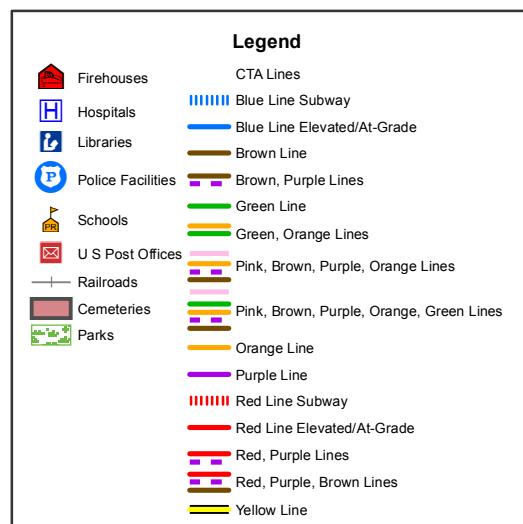 Legend
Firehouses
H
Hospitals
Libraries
P
Police Facilities
PR
Schools
U S Post Offices
Railroads
Cemeteries
Parks
CTA Lines
Blue Line Subway
Blue Line Elevated/At-Grade
Brown Line
Brown, Purple Lines
Green Line
Green, Orange Lines
Pink, Brown, Purple, Orange Lines
Pink, Brown, Purple, Orange, Green Lines
Orange Line
Purple Line
Red Line Subway
Red Line Elevated/At-Grade
Red, Purple Lines
Red, Purple, Brown Lines
Yellow Line